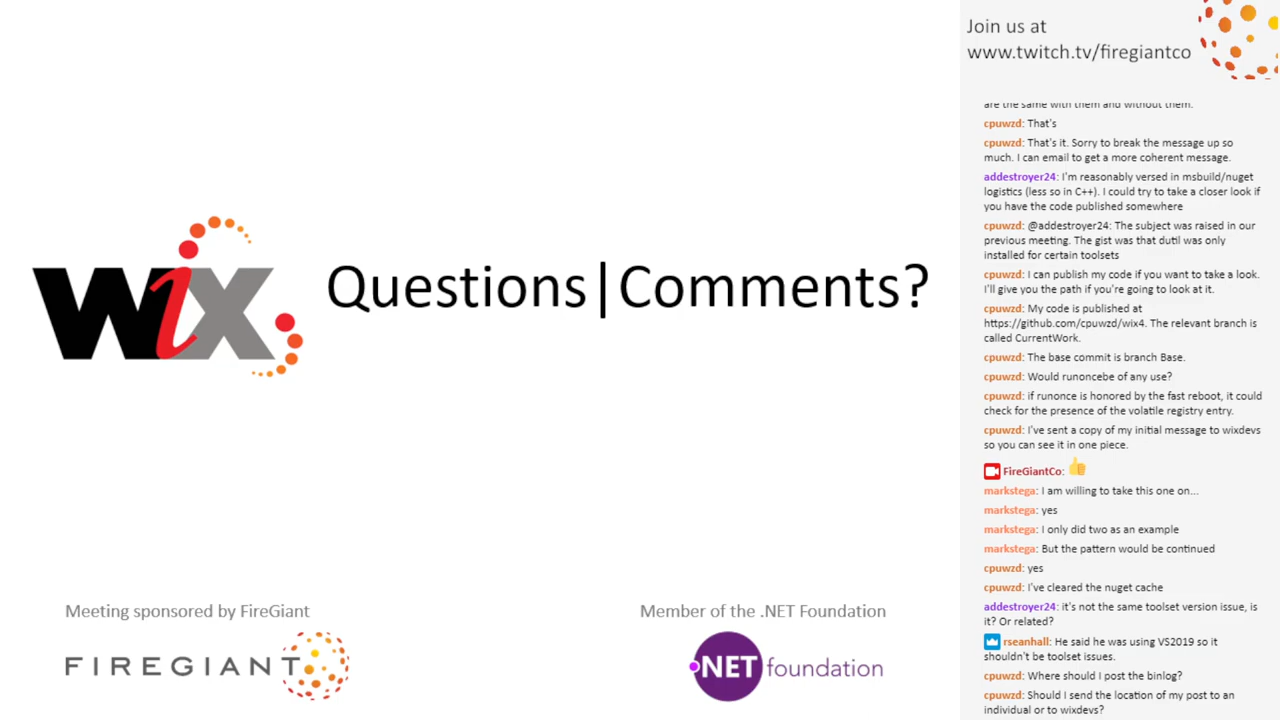 Join us at
www.twitch.tv/firegiantco
are the same with them and without them.
cpuwzd: That's
cpuwzd: That's it. Sorry to break the message up so
much. I can email to get a more coherent message.
addestroyer24: I'm reasonably versed in msbuild/nuget
logistics (less so in C++). I could try to take a closer look if
you have the code published somewhere
cpuwzd: @addestroyer24: The subject was raised in our
previous meeting. The gist was that dutil was only
installed for certain toolsets
cpuwzd: I can publish my code if you want to take a look.
I'll give you the path if you're going to look at it.
cpuwzd: My code is published at
https://github.com/cpuwzd/wix4. The relevant branch is
called CurrentWork.
cpuwzd: The base commit is branch Base.
cpuwzd: Would runoncebe of any use?
cpuwzd: if runonce is honored by the fast reboot, it could
check for the presence of the volatile registry entry.
cpuwzd: I've sent a copy of my initial message to wixdevs
so you can see it in one piece.
FireGiantCo:
markstega: I am willing to take this one on...
markstega: yes
markstega: I only did two as an example
markstega: But the pattern would be continued
cpuwzd: yes
cpuwzd: I've cleared the nuget cache
addestroyer24: it's not the same toolset version issue, is
it? Or related?
rseanhall: He said he was using VS2019 so it
shouldn't be toolset issues.
cpuwzd: Where should I post the binlog?
cpuwzd: Should I send the location of my post to an
individual or to wixdevs?
WiX
Questions|Comments?
Meeting sponsored by FireGiant
FIREGIANT
Member of the .NET Foundation
.NET foundation